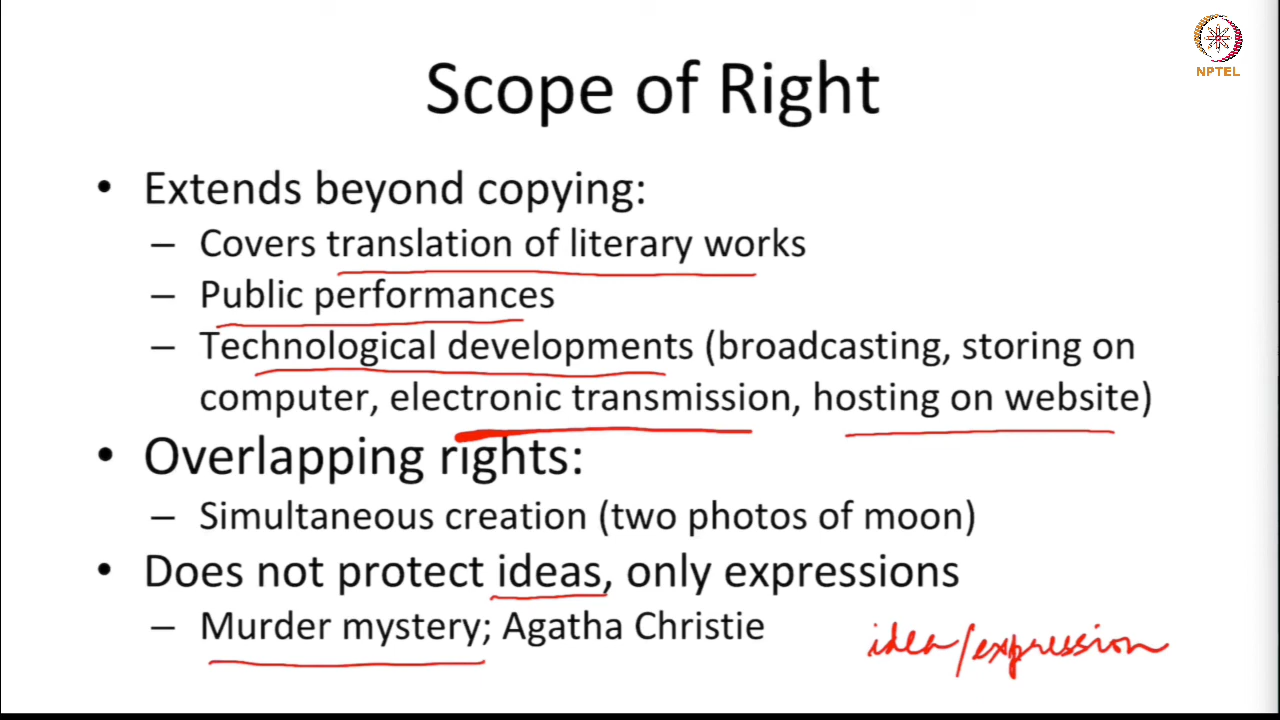 NPTEL
Scope of Right
• Extends beyond copying:
– Covers translation of literary works
– Public performances
– Technological developments (broadcasting, storing on
computer, electronic transmission, hosting on website)
• Overlapping rights:
– Simultaneous creation (two photos of moon)
• Does not protect ideas, only expressions
– Murder mystery; Agatha Christie
idea/expression